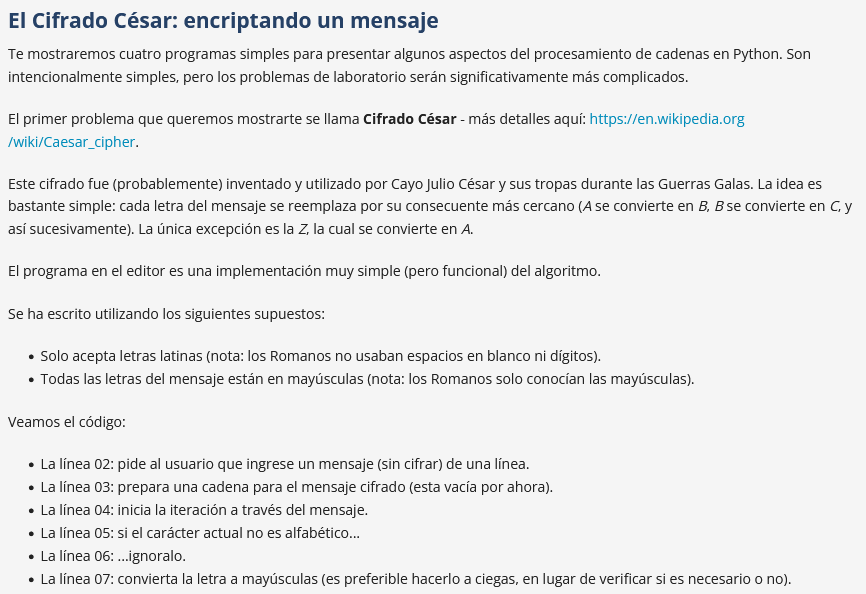 El Cifrado César: encriptando un mensaje
Te mostraremos cuatro programas simples para presentar algunos aspectos del procesamiento de cadenas en Python. Son
intencionalmente simples, pero los problemas de laboratorio serán significativamente más complicados.
El primer problema que queremos mostrarte se llama Cifrado César - más detalles aquí: https://en.wikipedia.org
/wiki/Caesar_cipher.
Este cifrado fue (probablemente) inventado y utilizado por Cayo Julio César y sus tropas durante las Guerras Galas. La idea es
bastante simple: cada letra del mensaje se reemplaza por su consecuente más cercano (A se convierte en B, B se convierte en C, y
así sucesivamente). La única excepción es la Z, la cual se convierte en A.
El programa en el editor es una implementación muy simple (pero funcional) del algoritmo.
Se ha escrito utilizando los siguientes supuestos:
• Solo acepta letras latinas (nota: los Romanos no usaban espacios en blanco ni dígitos).
• Todas las letras del mensaje están en mayúsculas (nota: los Romanos solo conocían las mayúsculas).
Veamos el código:
• La línea 02: pide al usuario que ingrese un mensaje (sin cifrar) de una línea.
• La línea 03: prepara una cadena para el mensaje cifrado (esta vacía por ahora).
• La línea 04: inicia la iteración a través del mensaje.
• La línea 05: si el carácter actual no es alfabético...
• La línea 06: ...ignoralo.
• La línea 07: convierta la letra a mayúsculas (es preferible hacerlo a ciegas, en lugar de verificar si es necesario o no).